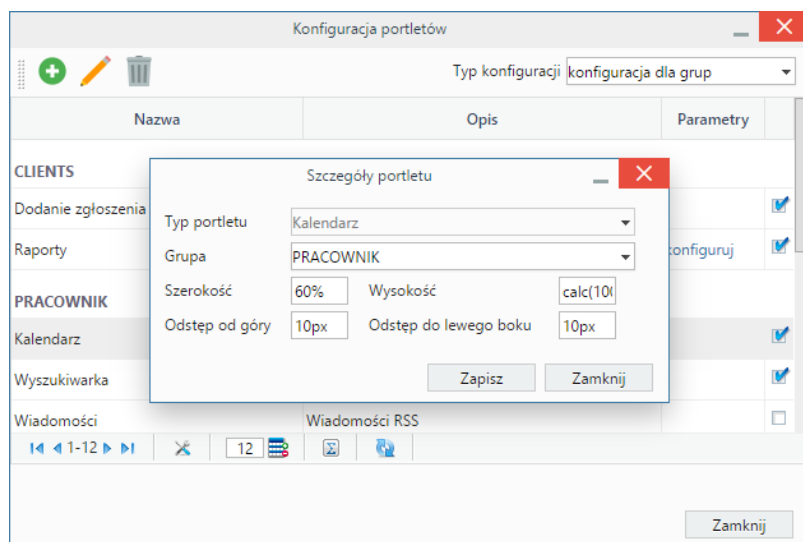 Konfiguracja portletów
Typ konfiguracji konfiguracja dla grup
Nazwa Opis Parametry
CLIENTS
Dodanie zgłoszenia
Raporty konfiguruj
PRACOWNIK
Kalendarz
Wyszukiwarka
Wiadomości Wiadomości RSS
Szczegóły portletu
Typ portletu Kalendarz
Grupa PRACOWNIK
Szerokość 60% Wysokość calc(100
Odstęp od góry 10px Odstęp do lewego boku 10px
Zapisz Zamknij
1-12 12
Zamknij